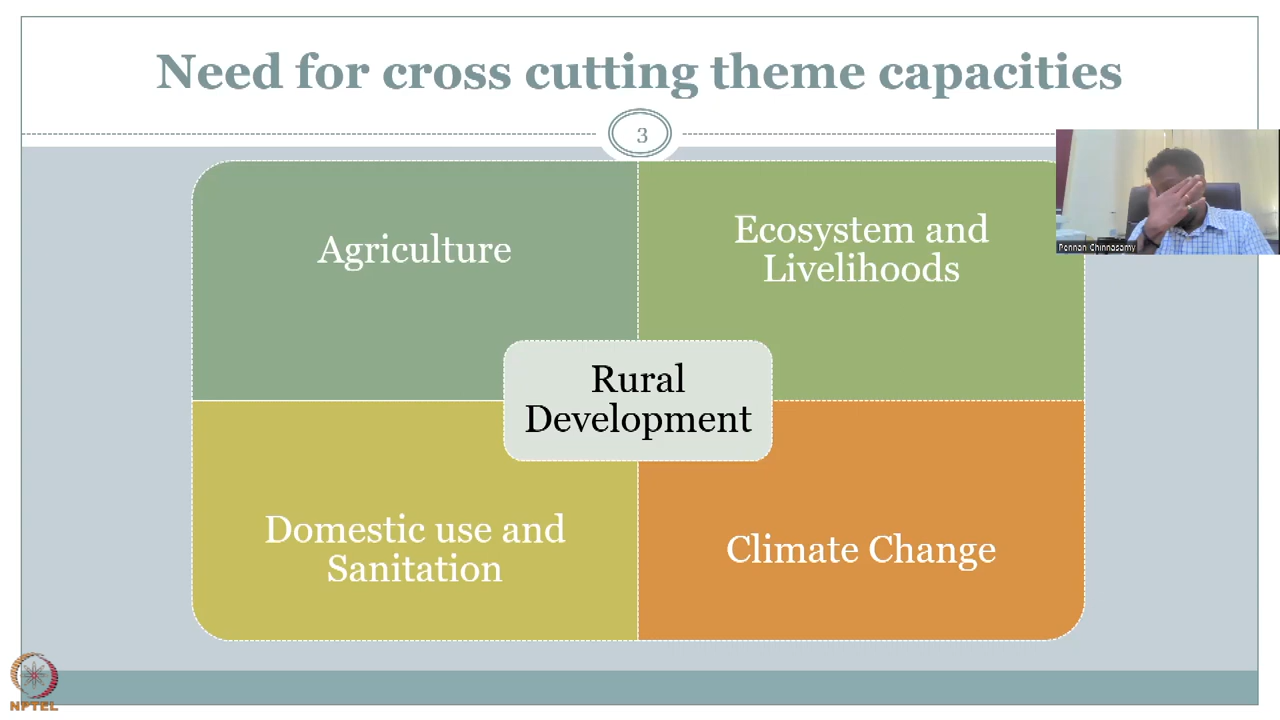 Need for cross cutting theme capacities
3
Pennan Chinnasamy
Agriculture
Ecosystem and
Livelihoods
Rural
Development
Domestic use and
Sanitation
Climate Change
NPTEL